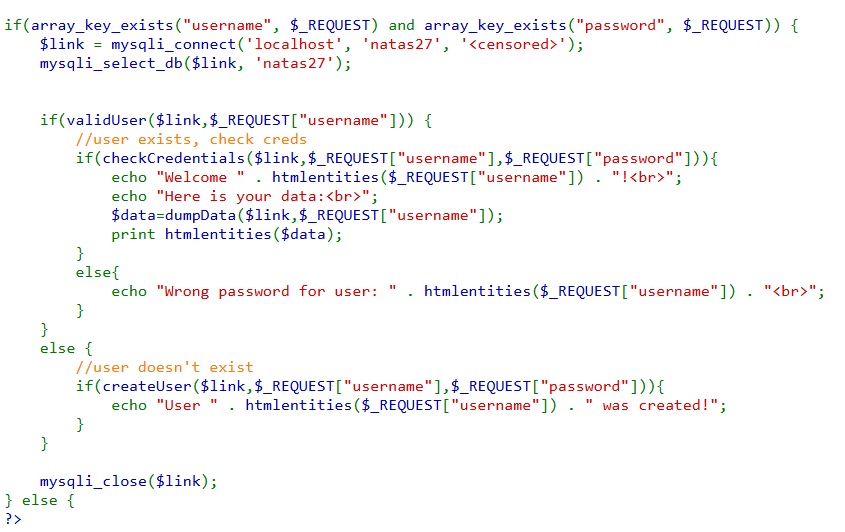 if(array_key_exists("username", $_REQUEST) and array_key_exists("password", $_REQUEST)) {
    $link = mysqli_connect('localhost', 'natas27', '<censored>');
    mysqli_select_db($link, 'natas27');
    if(validUser($link,$_REQUEST["username"])) {
        //user exists, check creds
        if(checkCredentials($link,$_REQUEST["username"],$_REQUEST["password"])){
            echo "Welcome " . htmlentities($_REQUEST["username"]) . "!<br>";
            echo "Here is your data:<br>";
            $data=dumpData($link,$_REQUEST["username"]);
            print htmlentities($data);
        }
        else{
            echo "Wrong password for user: " . htmlentities($_REQUEST["username"]) . "<br>";
        }
    }
    else {
        //user doesn't exist
        if(createUser($link,$_REQUEST["username"],$_REQUEST["password"])){
            echo "User " . htmlentities($_REQUEST["username"]) . " was created!";
        }
    }
    mysqli_close($link);
} else {
?>